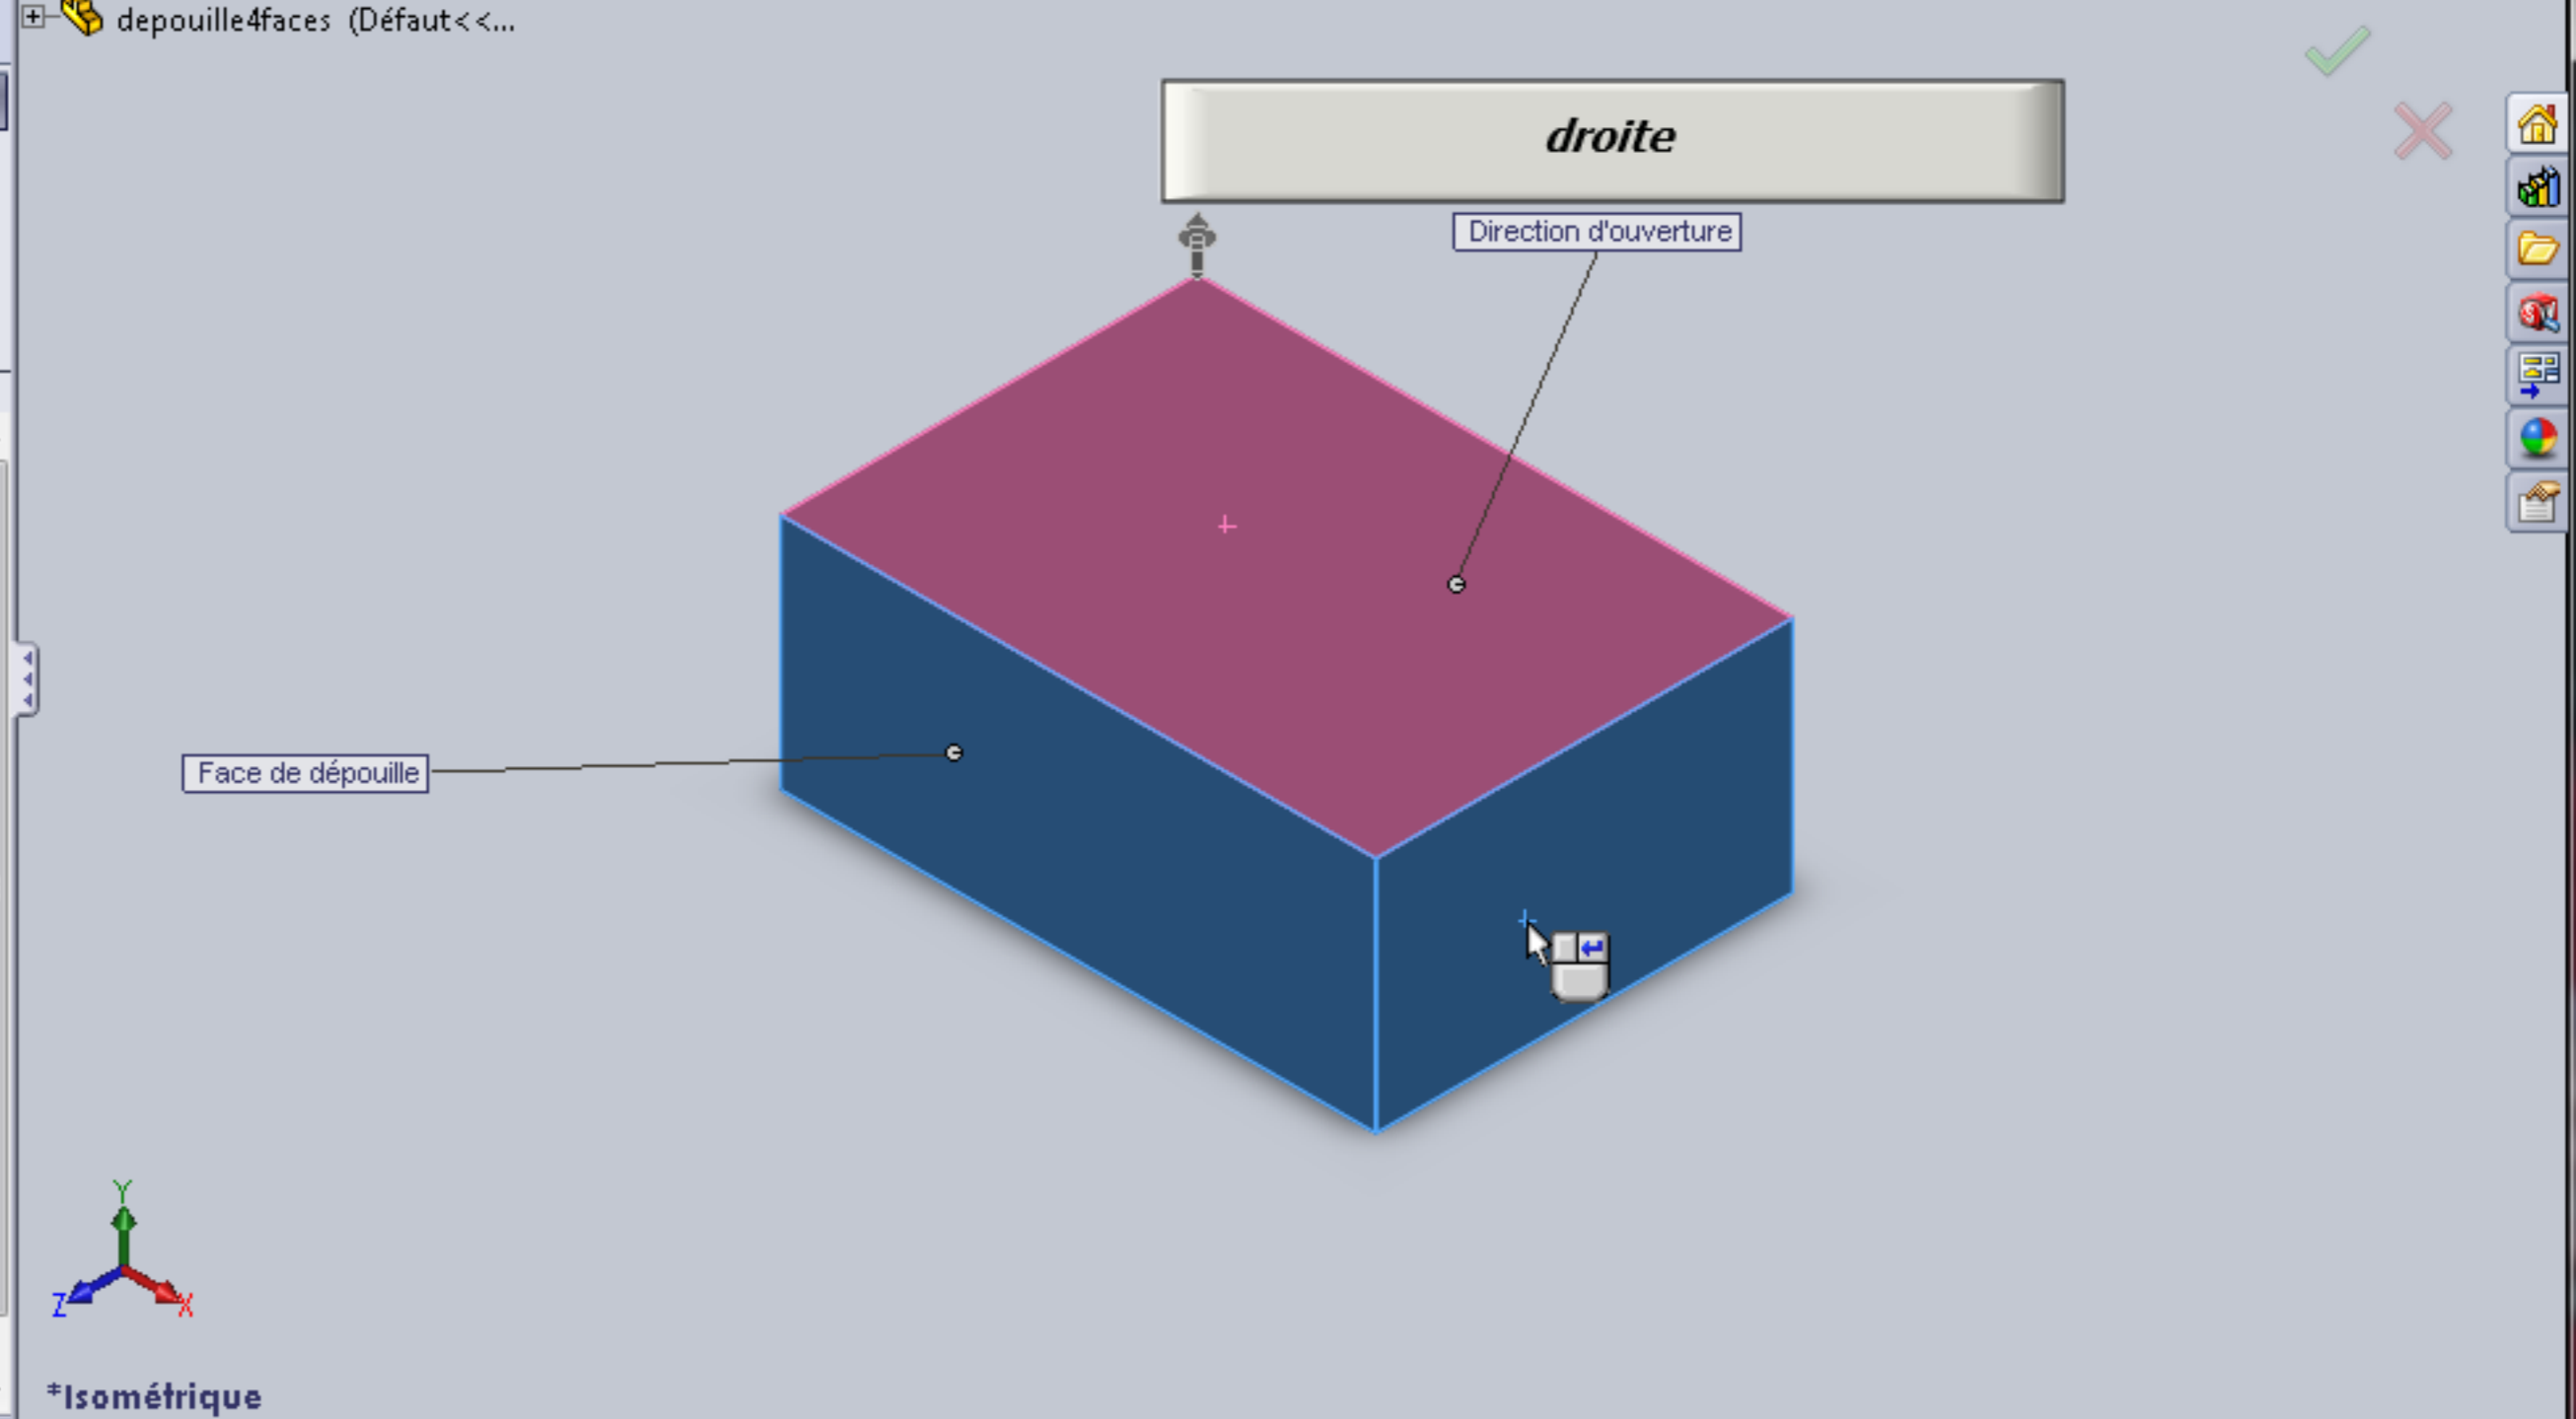 depouille4faces (Défaut<<...
droite
Direction d'ouverture
Face de dépouille
Y
Z
X
*Isométrique